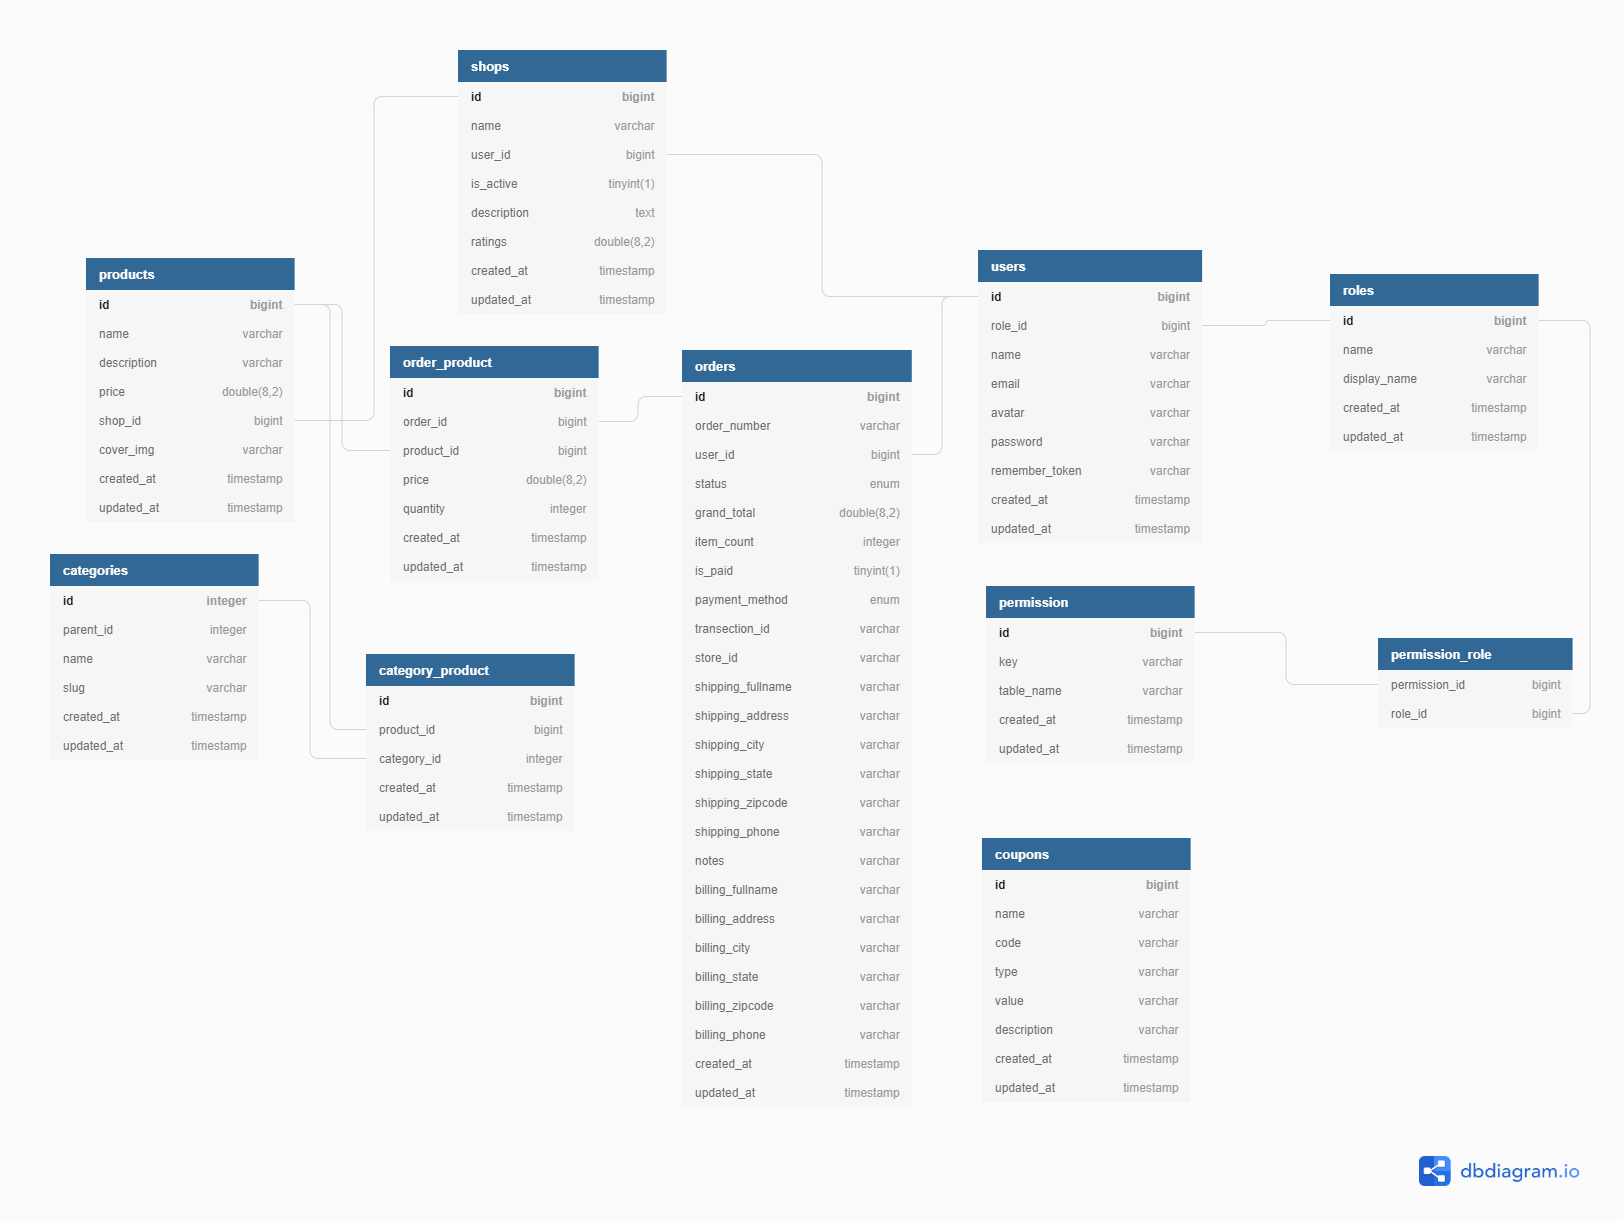 shops
id bigint
name varchar
user_id bigint
is_active tinyint(1)
description text
ratings double(8,2)
created_at timestamp
updated_at timestamp
products
id bigint
name varchar
description varchar
price double(8,2)
shop_id bigint
cover_img varchar
created_at timestamp
updated_at timestamp
order_product
id bigint
order_id bigint
product_id bigint
price double(8,2)
quantity integer
created_at timestamp
updated_at timestamp
orders
id bigint
order_number varchar
user_id bigint
status enum
grand_total double(8,2)
item_count integer
is_paid tinyint(1)
payment_method enum
transection_id varchar
store_id varchar
shipping_fullname varchar
shipping_address varchar
shipping_city varchar
shipping_state varchar
shipping_zipcode varchar
shipping_phone varchar
notes varchar
billing_fullname varchar
billing_address varchar
billing_city varchar
billing_state varchar
billing_zipcode varchar
billing_phone varchar
created_at timestamp
updated_at timestamp
users
id bigint
role_id bigint
name varchar
email varchar
avatar varchar
password varchar
remember_token varchar
created_at timestamp
updated_at timestamp
roles
id bigint
name varchar
display_name varchar
created_at timestamp
updated_at timestamp
categories
id integer
parent_id integer
name varchar
slug varchar
created_at timestamp
updated_at timestamp
category_product
id bigint
product_id bigint
category_id integer
created_at timestamp
updated_at timestamp
permission
id bigint
key varchar
table_name varchar
created_at timestamp
updated_at timestamp
permission_role
permission_id bigint
role_id bigint
coupons
id bigint
name varchar
code varchar
type varchar
value varchar
description varchar
created_at timestamp
updated_at timestamp
dbdiagram.io